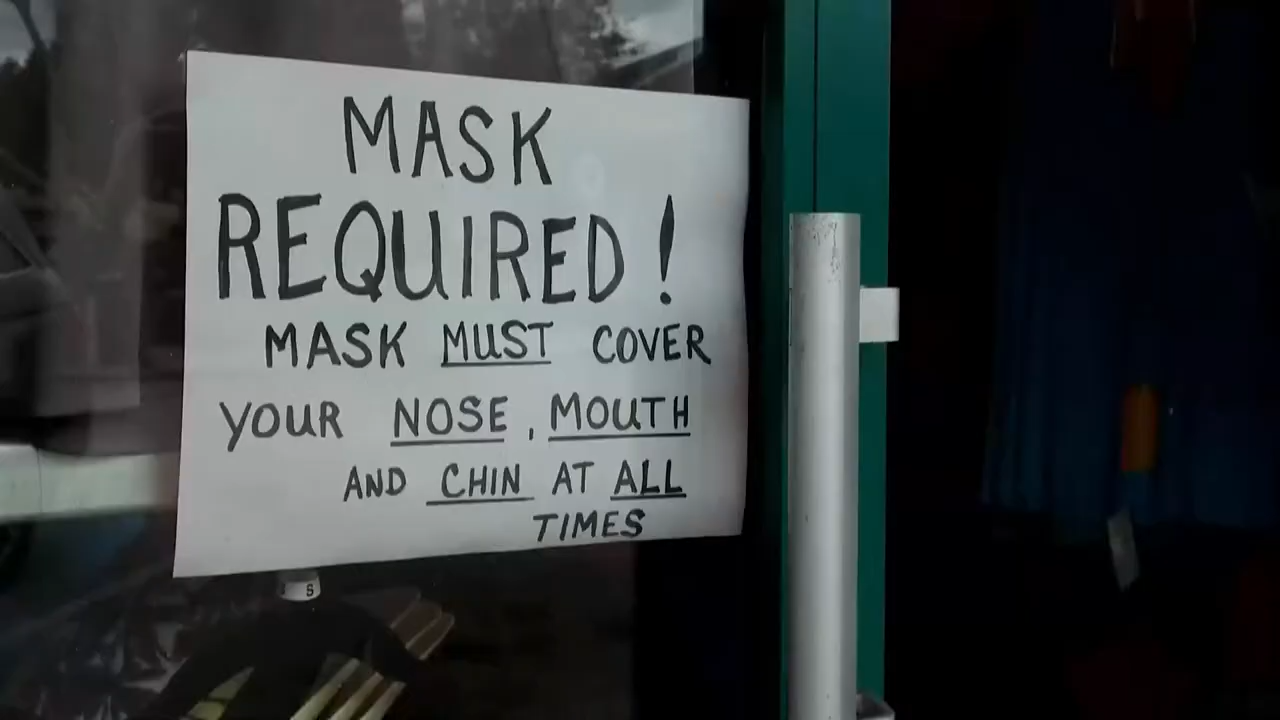 MASK
REQUIRED!
MASK MUST COVER
YOUR NOSE, MOUTH
AND CHIN AT ALL
TIMES
S